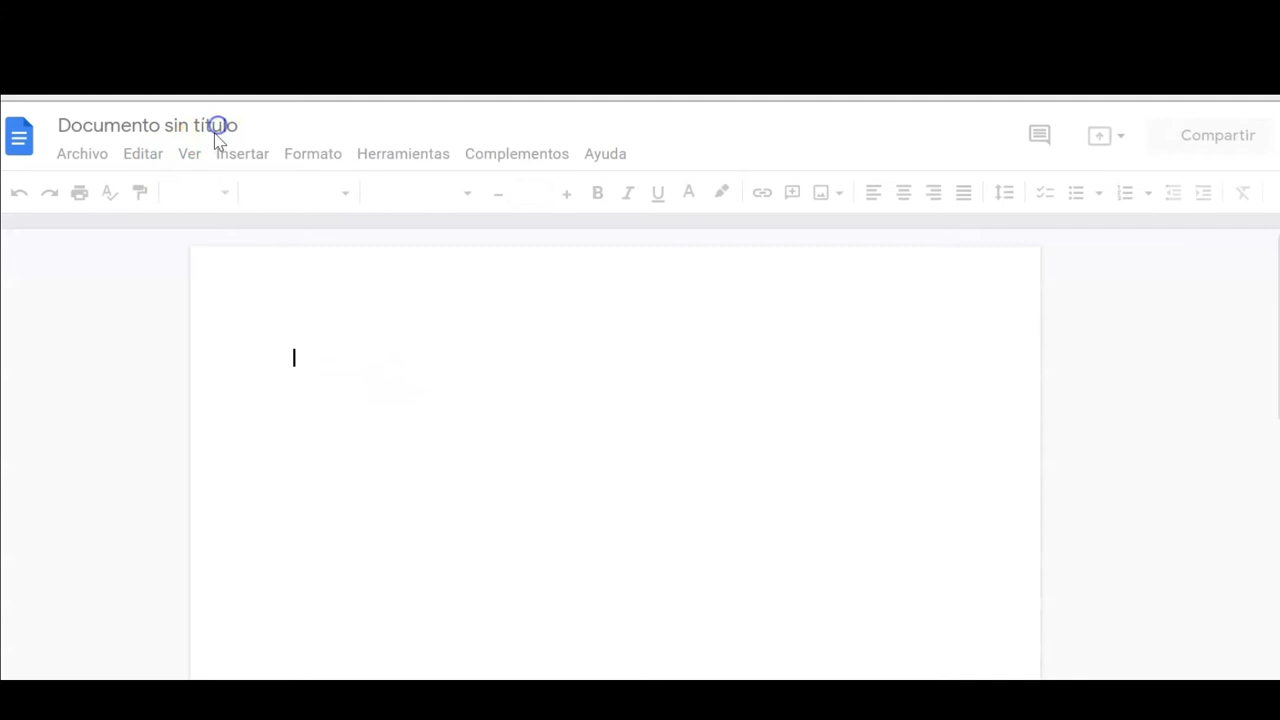 Documento sin título
Archivo Editar Ver Insertar Formato Herramientas Complementos Ayuda
Compartir